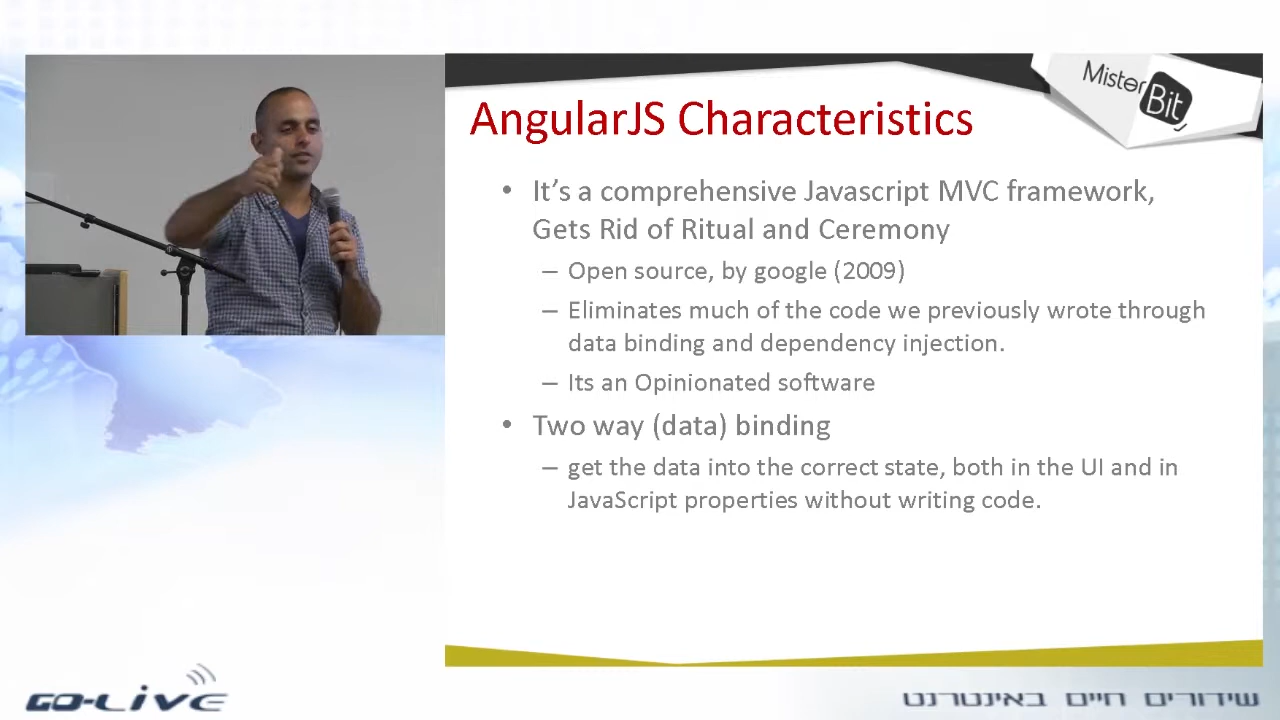 MisterBit
AngularJS Characteristics
• It’s a comprehensive Javascript MVC framework,
Gets Rid of Ritual and Ceremony
– Open source, by google (2009)
– Eliminates much of the code we previously wrote through
data binding and dependency injection.
– Its an Opinionated software
• Two way (data) binding
– get the data into the correct state, both in the UI and in
JavaScript properties without writing code.
GO-LIVE
שידורים חיים באינטרנט